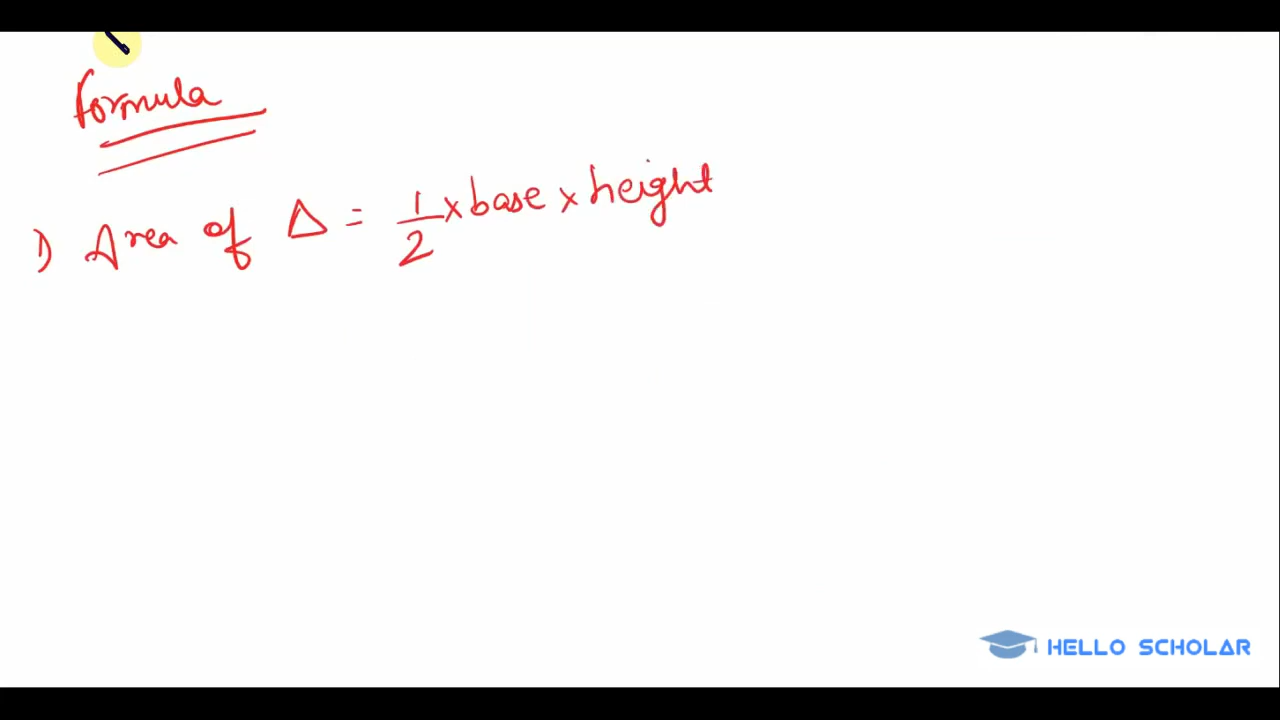 Formula
1) Area of Δ = 1/2 × base × height
HELLO SCHOLAR